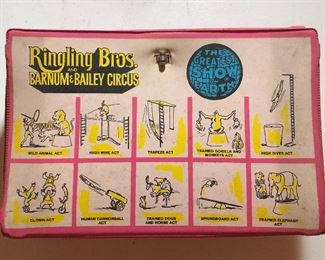 Ringling Bros.
AND
BARNUM & BAILEY CIRCUS
THE
GREATEST
SHOW
ON
EARTH
WILD ANIMAL ACT
HIGH WIRE ACT
TRAPEZE ACT
TRAINED GORILLA AND
MONKEYS ACT
HIGH DIVER ACT
CLOWN ACT
HUMAN CANNONBALL
ACT
TRAINED DOGS
AND HORSE ACT
SPRINGBOARD ACT
TRAINED ELEPHANT
ACT